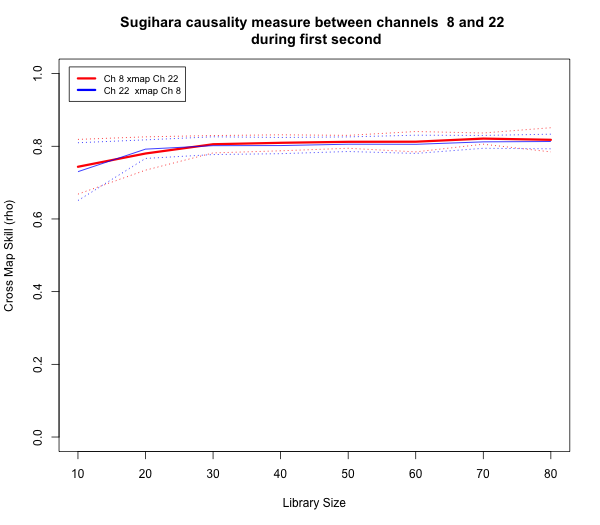 Sugihara causality measure between channels  8 and 22
during first second
Ch 8 xmap Ch 22
Ch 22  xmap Ch 8
1.0
0.8
0.6
0.4
0.2
0.0
Cross Map Skill (rho)
10 20 30 40 50 60 70 80
Library Size